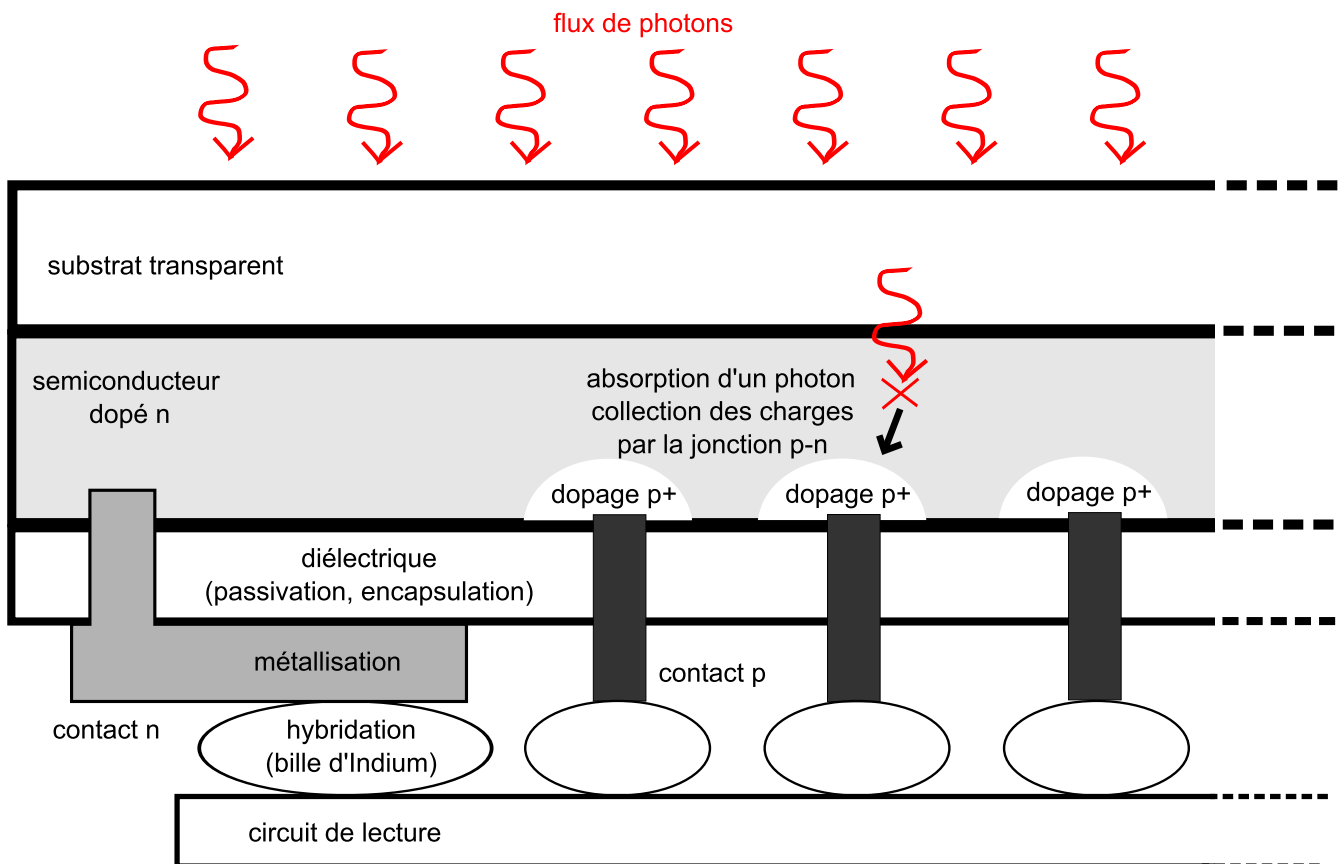 flux de photons
substrat transparent
semiconducteur
dopé n
absorption d'un photon
collection des charges
par la jonction p-n
dopage p+
dopage p+
dopage p+
diélectrique
(passivation, encapsulation)
métallisation
contact p
contact n
hybridation
(bille d'Indium)
circuit de lecture